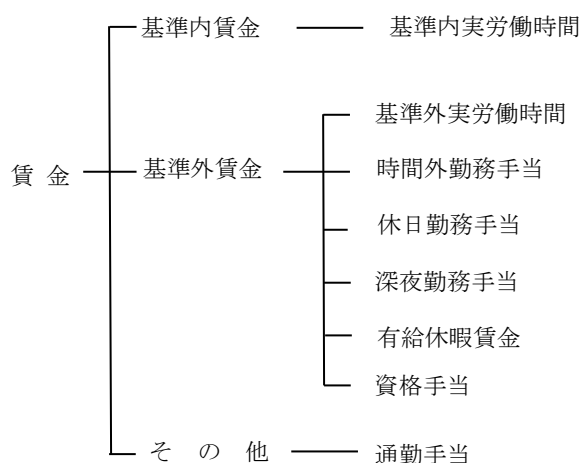 基準内賃金 基準内実労働時間
基準外実労働時間
賃金 基準外賃金 時間外勤務手当
休日勤務手当
深夜勤務手当
有給休暇賃金
資格手当
その他 通勤手当